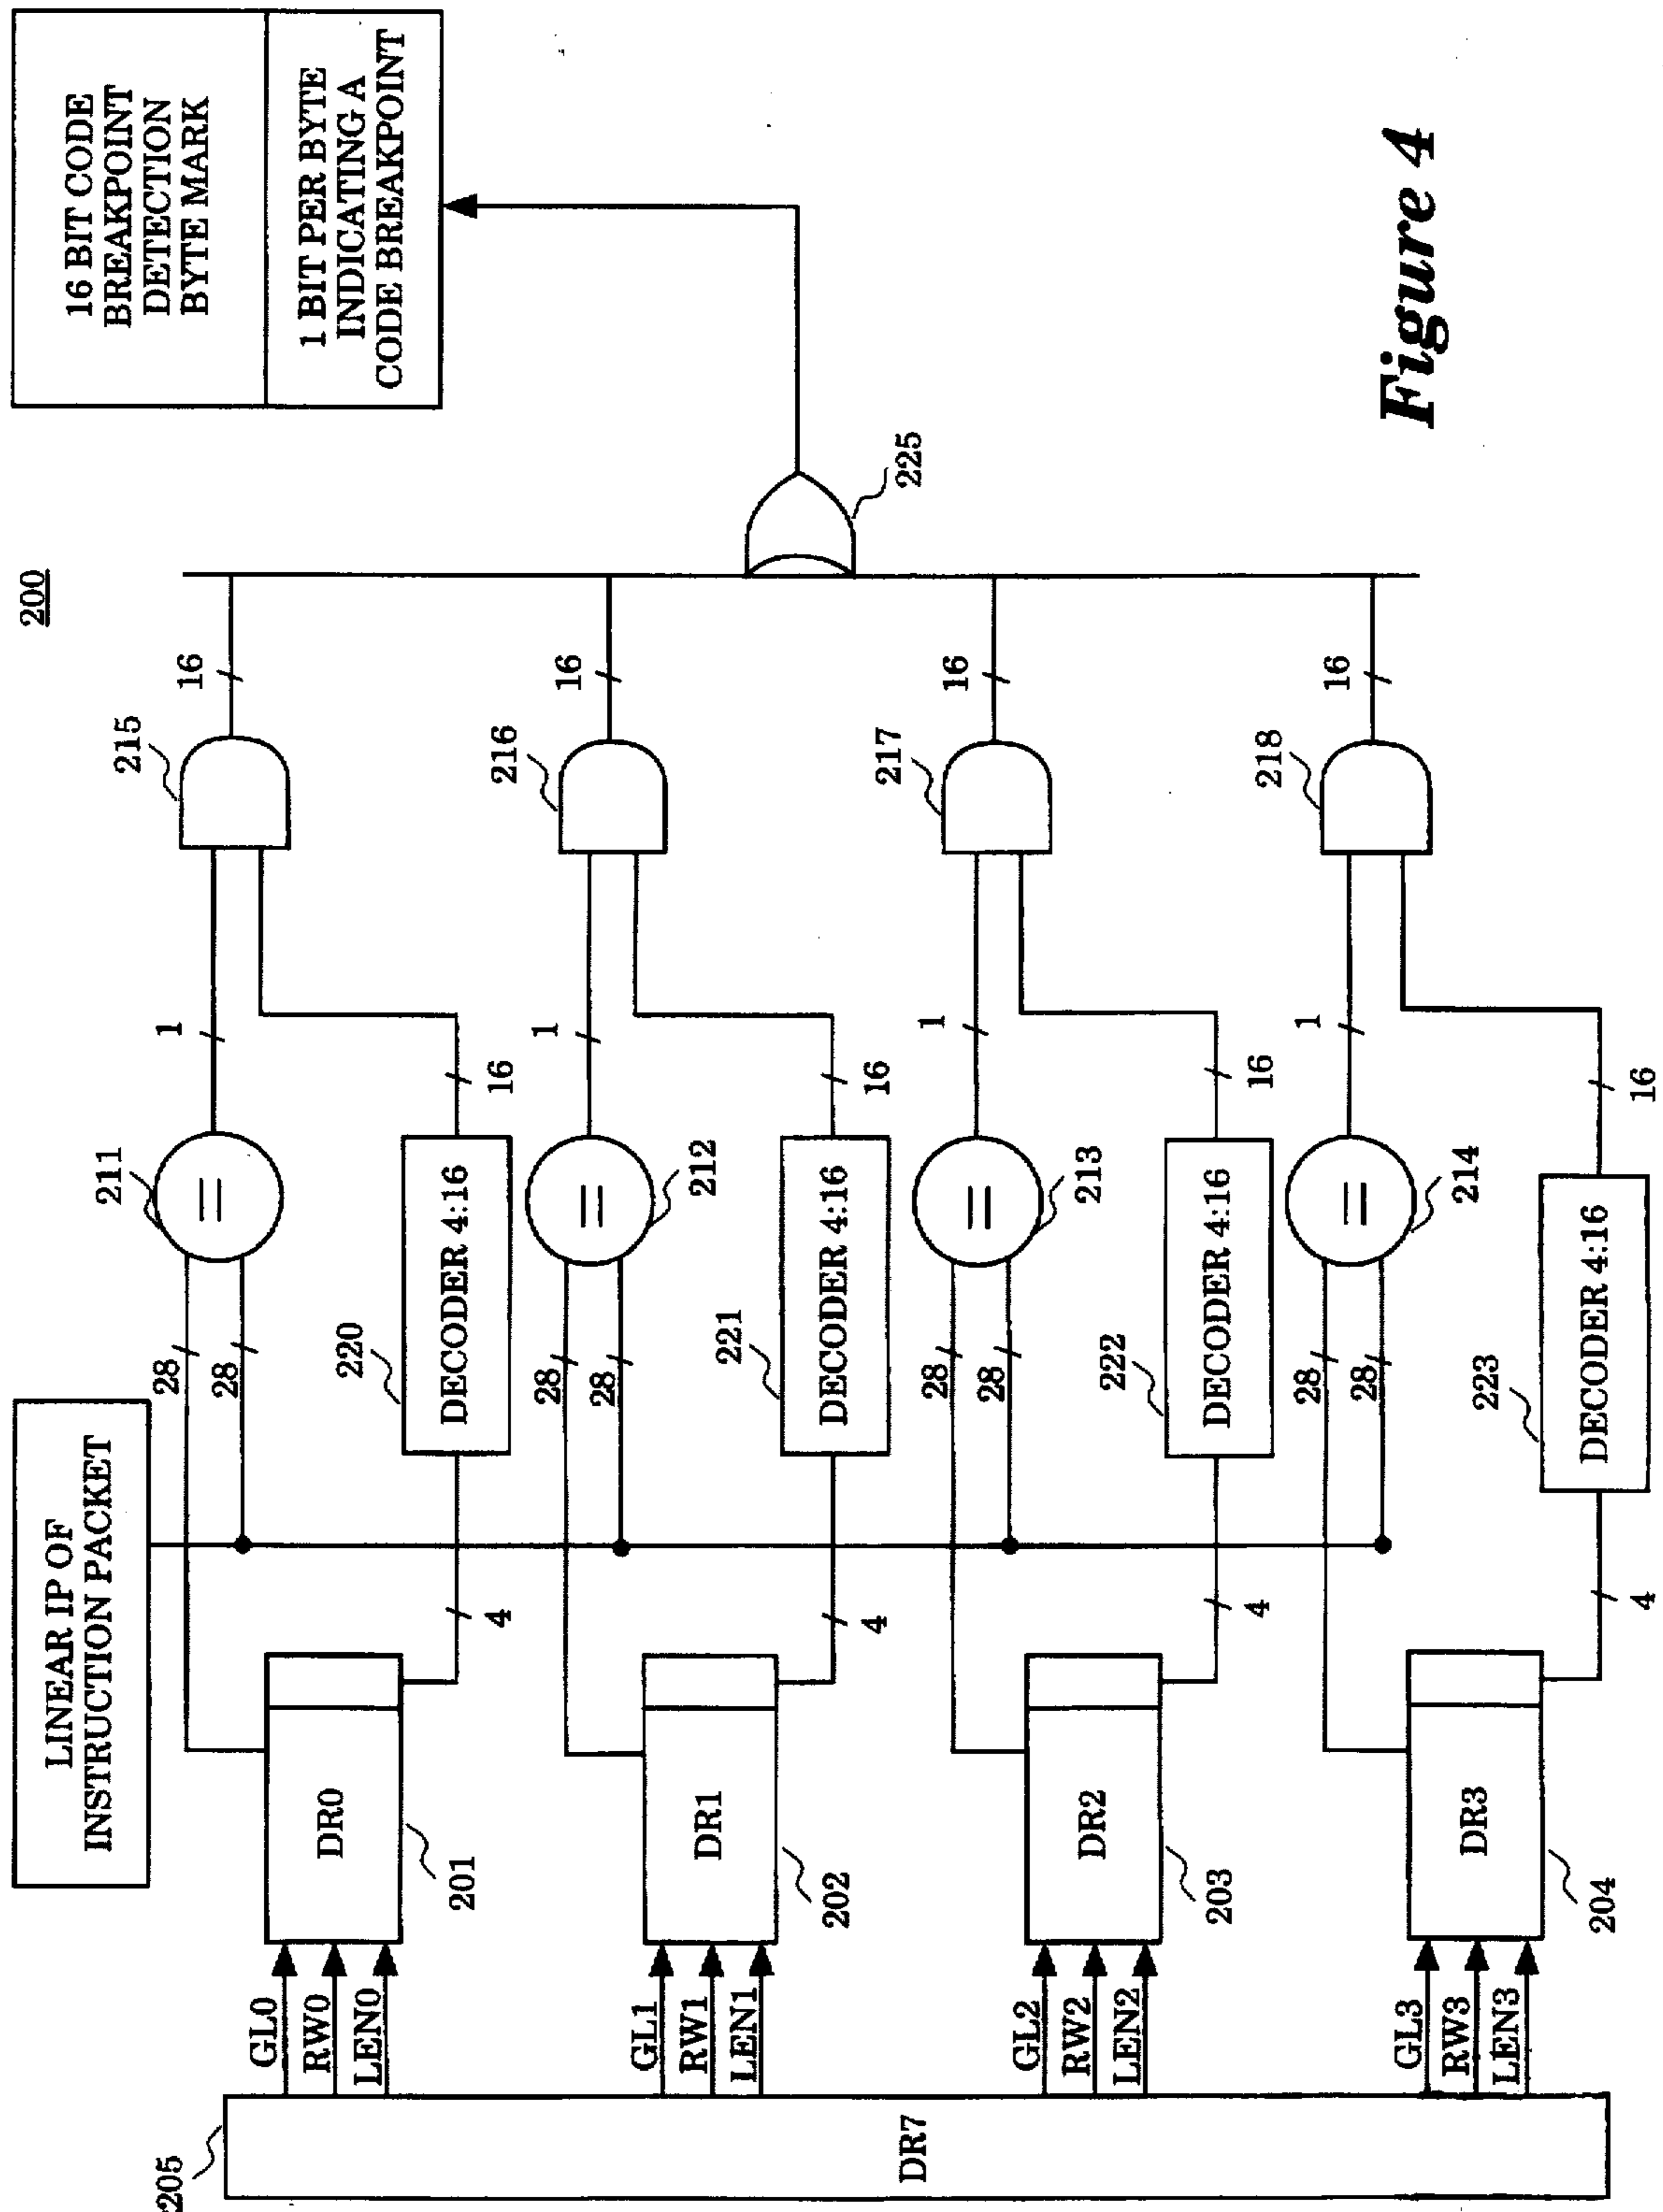 200
LINEAR IP OF
INSTRUCTION PACKET
16 BIT CODE
BREAKPOINT
DETECTION
BYTE MARK
1 BIT PER BYTE
INDICATING A
CODE BREAKPOINT
205
DR7
GL0
RW0
LEN0
DR0
201
28
28
211
1
215
16
4
220
DECODER 4:16
16
GL1
RW1
LEN1
DR1
202
28
28
212
1
216
16
4
221
DECODER 4:16
16
225
GL2
RW2
LEN2
DR2
203
28
28
213
1
217
16
4
222
DECODER 4:16
16
GL3
RW3
LEN3
DR3
204
28
28
214
1
218
16
4
223
DECODER 4:16
16
Figure 4